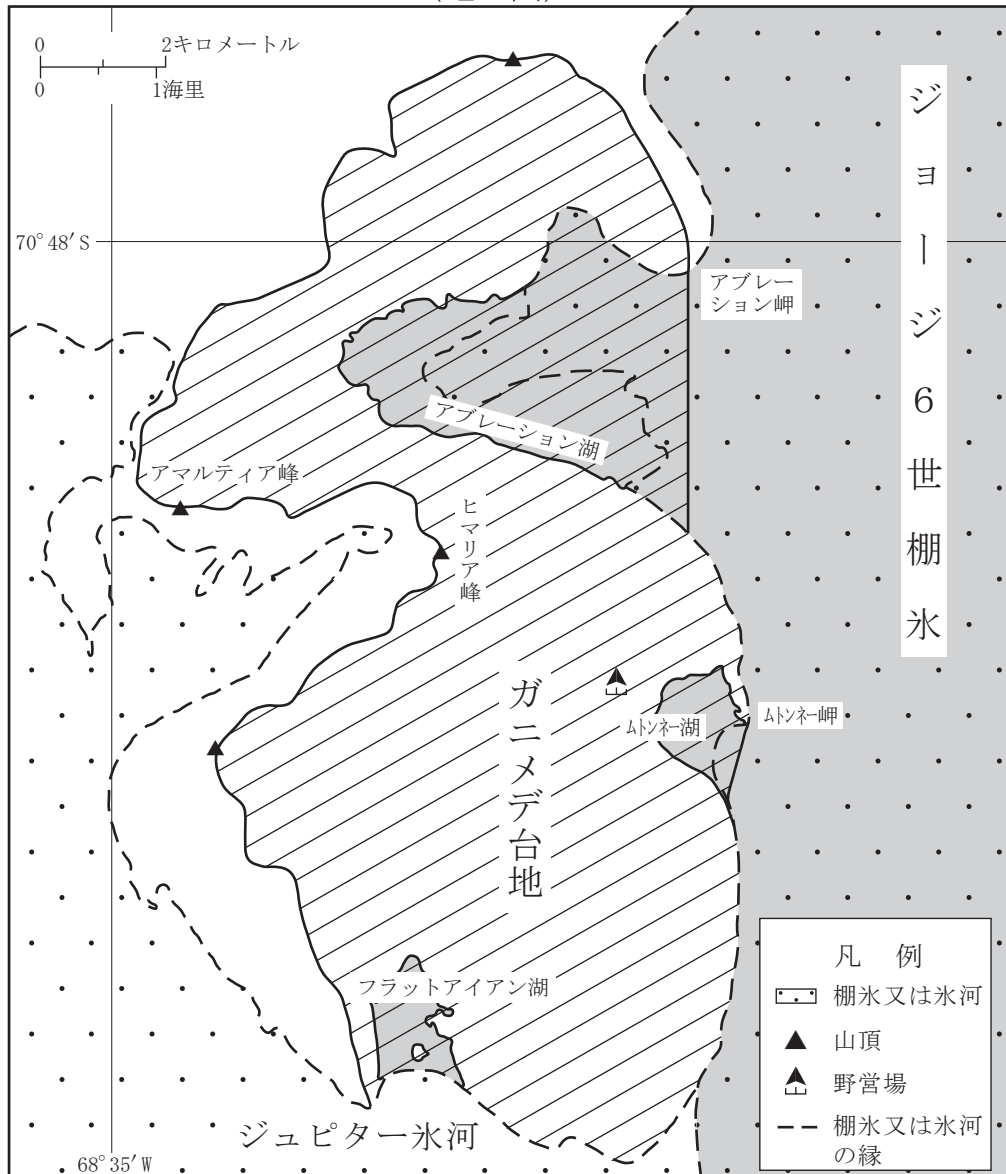 0 2キロメートル
0 1海里
70°48′S
アブレー
ション岬
ジョージ6世棚氷
アブレーション湖
アマルティア峰
ヒマリア峰
ガニメデ台地
ムトンネー湖
ムトンネー岬
フラットアイアン湖
ジュピター氷河
68°35′W
凡 例
棚氷又は氷河
山頂
野営場
棚氷又は氷河
の縁